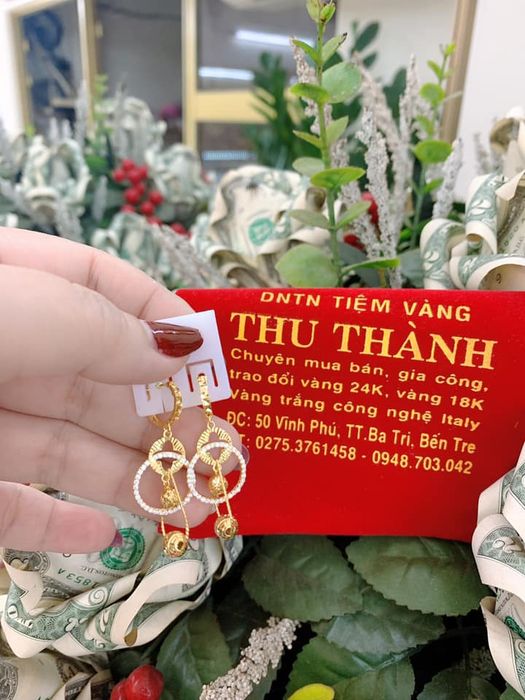 DNTN TIỆM VÀNG
THU THÀNH
Chuyên mua bán, gia công,
trao đổi vàng 24K, vàng 18K
Vàng trắng công nghệ Italy
ĐC: 50 Vĩnh Phú, TT.Ba Tri, Bến Tre
T: 0275.3761458 - 0948.703.042